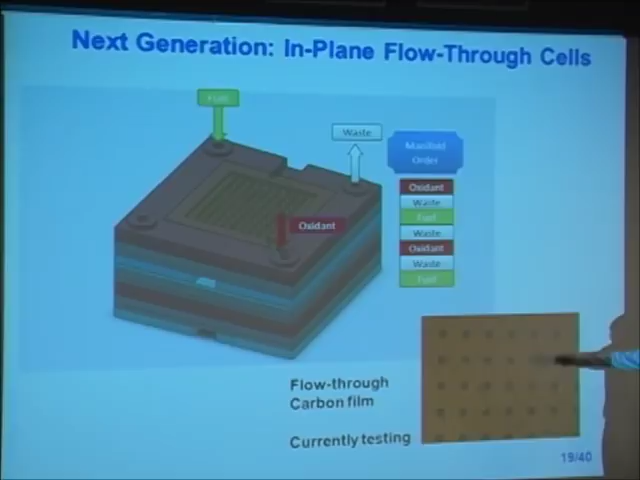 Next Generation: In-Plane Flow-Through Cells
Fuel
Waste
Manifold
Order
Oxidant
Oxidant
Waste
Fuel
Waste
Oxidant
Waste
Fuel
Flow-through
Carbon film
Currently testing
19/40